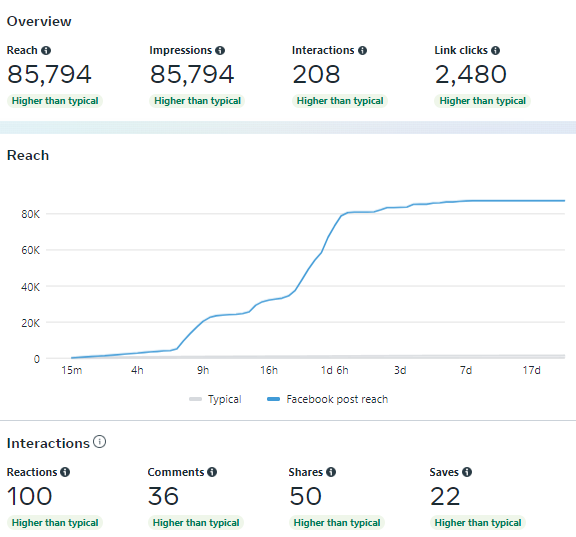 Overview
Reach Impressions Interactions Link clicks
85,794 85,794 208 2,480
Higher than typical Higher than typical Higher than typical Higher than typical
Reach
80K
60K
40K
20K
0
15m 4h 9h 16h 1d 6h 3d 7d 17d
Typical Facebook post reach
Interactions
Reactions Comments Shares Saves
100 36 50 22
Higher than typical Higher than typical Higher than typical Higher than typical